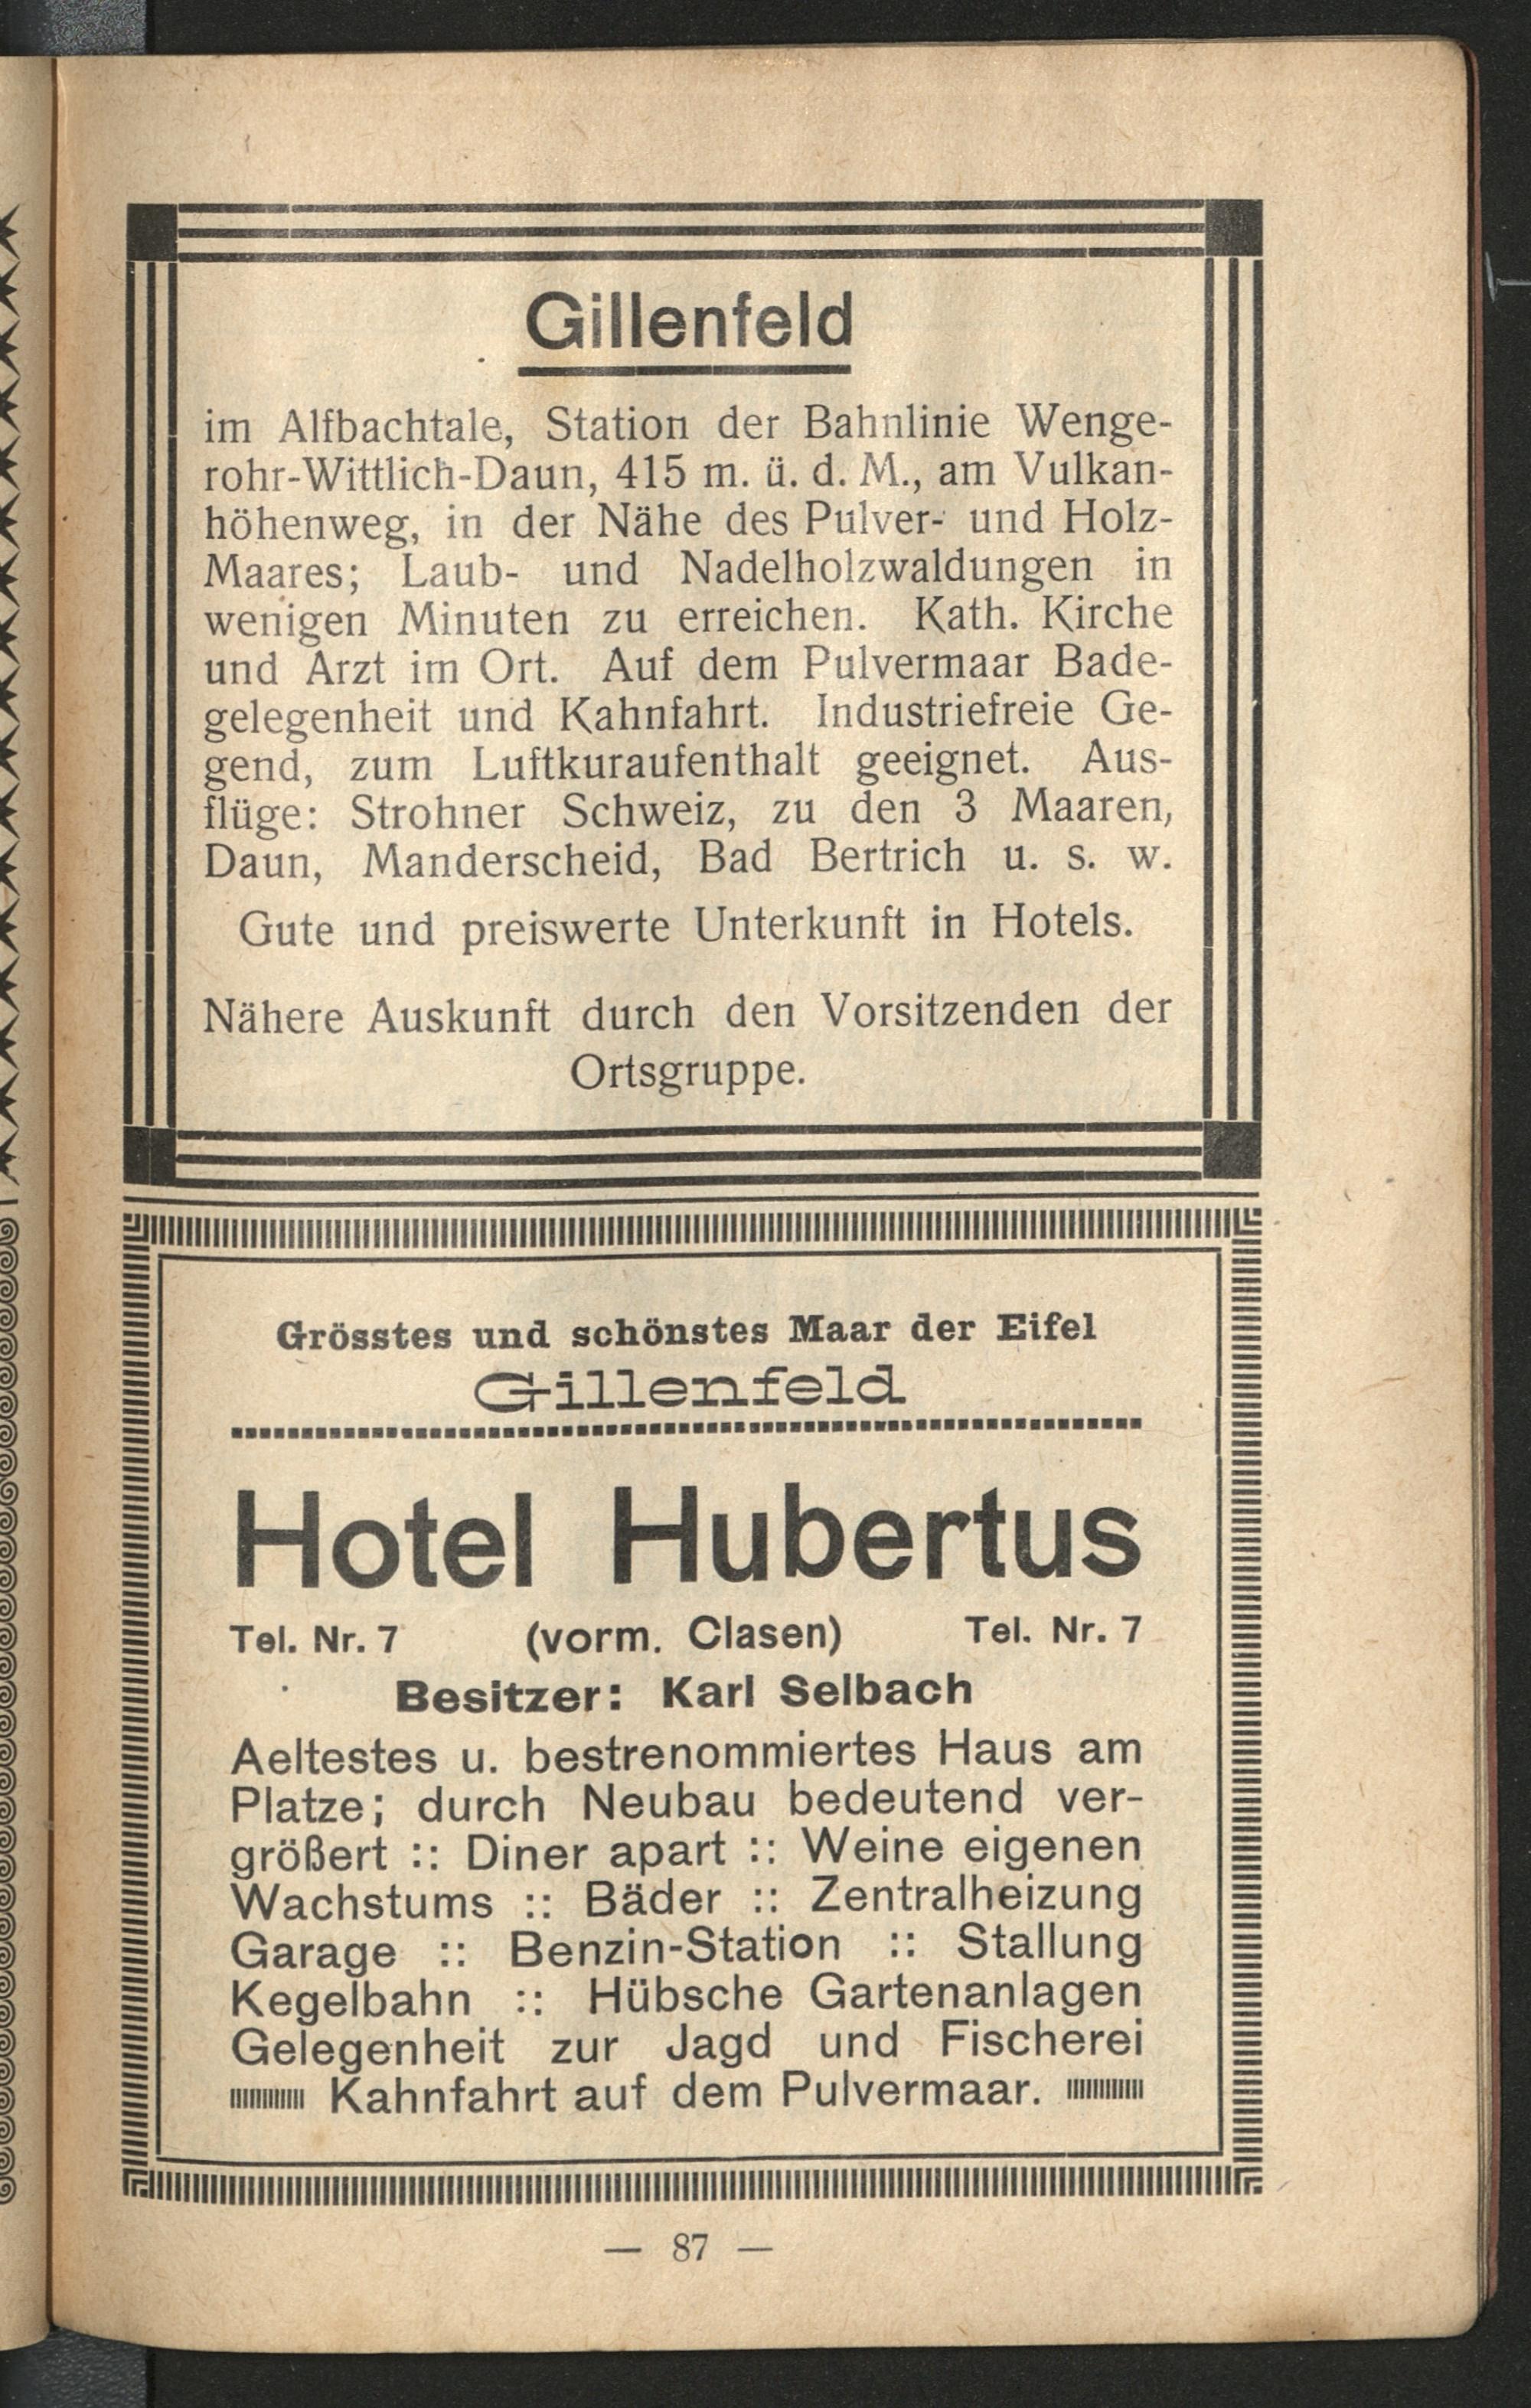 Gillenfeld
im Alfbachtale, Station der Bahnlinie Wenge-
rohr-Wittlich-Daun, 415 m. ü. d. M., am Vulkan-
höhenweg, in der Nähe des Pulver- und Holz-
Maares; Laub- und Nadelholzwaldungen in
wenigen Minuten zu erreichen. Kath. Kirche
und Arzt im Ort. Auf dem Pulvermaar Bade-
gelegenheit und Kahnfahrt. Industriefreie Ge-
gend, zum Luftkuraufenthalt geeignet. Aus-
flüge: Strohner Schweiz, zu den 3 Maaren,
Daun, Manderscheid, Bad Bertrich u. s. w.
Gute und preiswerte Unterkunft in Hotels.
Nähere Auskunft durch den Vorsitzenden der
Ortsgruppe.
Grösstes und schönstes Maar der Eifel
Gillenfeld
Hotel Hubertus
Tel. Nr. 7 (vorm. Clasen) Tel. Nr. 7
Besitzer: Karl Selbach
Aeltestes u. bestrenommiertes Haus am
Platze; durch Neubau bedeutend ver-
größert :: Diner apart :: Weine eigenen
Wachstums :: Bäder :: Zentralheizung
Garage :: Benzin-Station :: Stallung
Kegelbahn :: Hübsche Gartenanlagen
Gelegenheit zur Jagd und Fischerei
Kahnfahrt auf dem Pulvermaar.
— 87 —